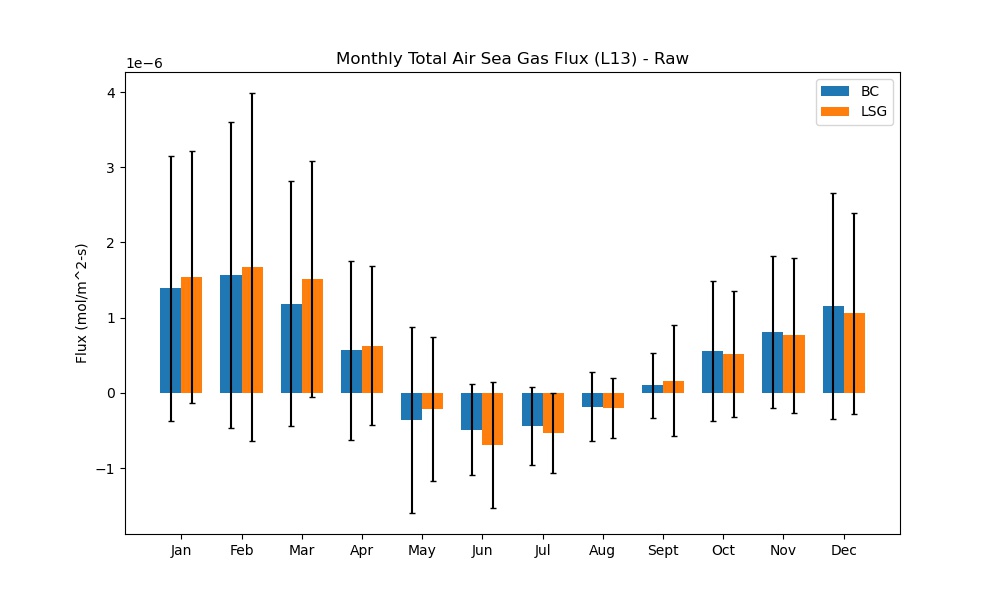 Monthly Total Air Sea Gas Flux (L13) - Raw
1e−6
BC
LSG
4
3
2
1
0
−1
Flux (mol/m^2-s)
Jan Feb Mar Apr May Jun Jul Aug Sept Oct Nov Dec